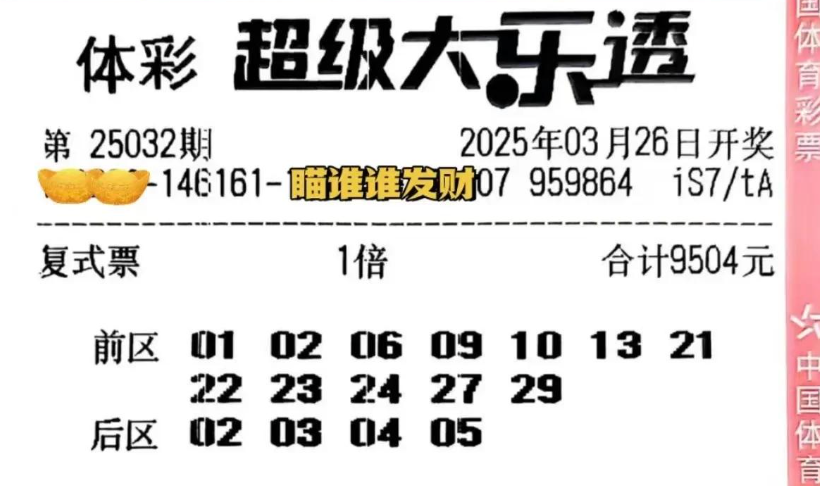 体彩 超级大乐透
第 25032期 2025年03月26日开奖
-146161- 瞄谁谁发财 07 959864 iS7/tA
复式票 1倍 合计9504元
前区 01 02 06 09 10 13 21
22 23 24 27 29
后区 02 03 04 05
国体育彩票
中国体育